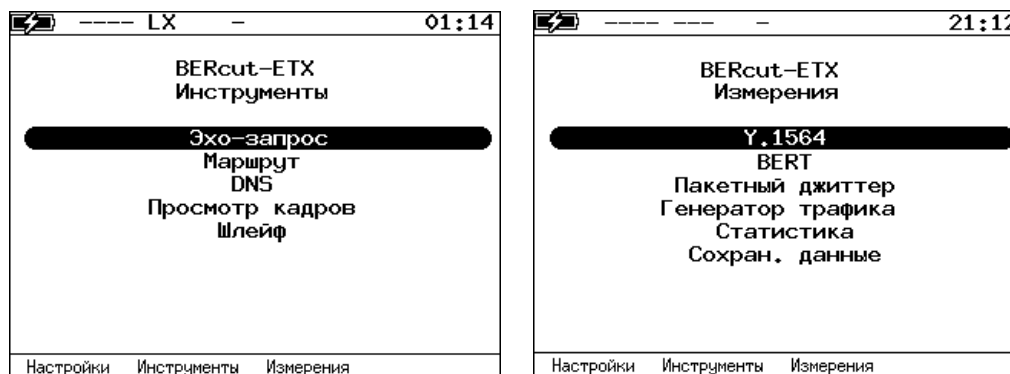 ---- LX – 01:14
BERcut-ETX
Инструменты
Эхо-запрос
Маршрут
DNS
Просмотр кадров
Шлейф
Настройки Инструменты Измерения
---- --- – 21:12
BERcut-ETX
Измерения
Y.1564
BERT
Пакетный джиттер
Генератор трафика
Статистика
Сохран. данные
Настройки Инструменты Измерения